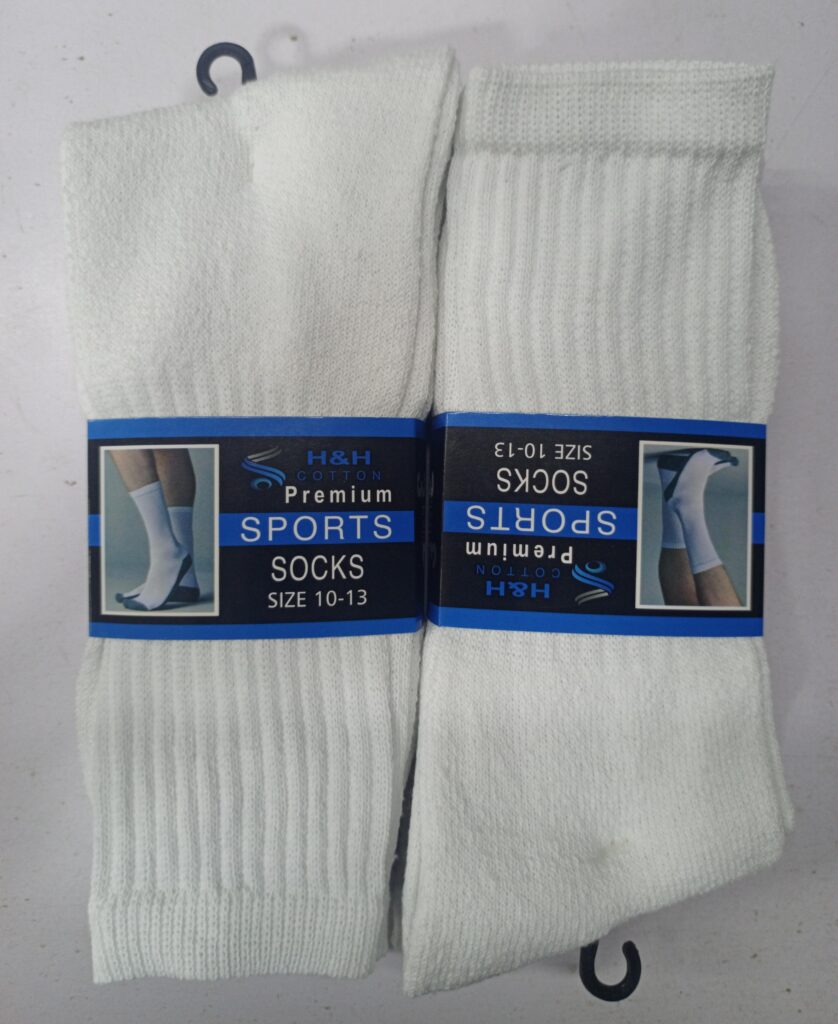 H&H
COTTON
Premium
SPORTS
SOCKS
SIZE 10-13
H&H
COTTON
Premium
SPORTS
SOCKS
SIZE 10-13